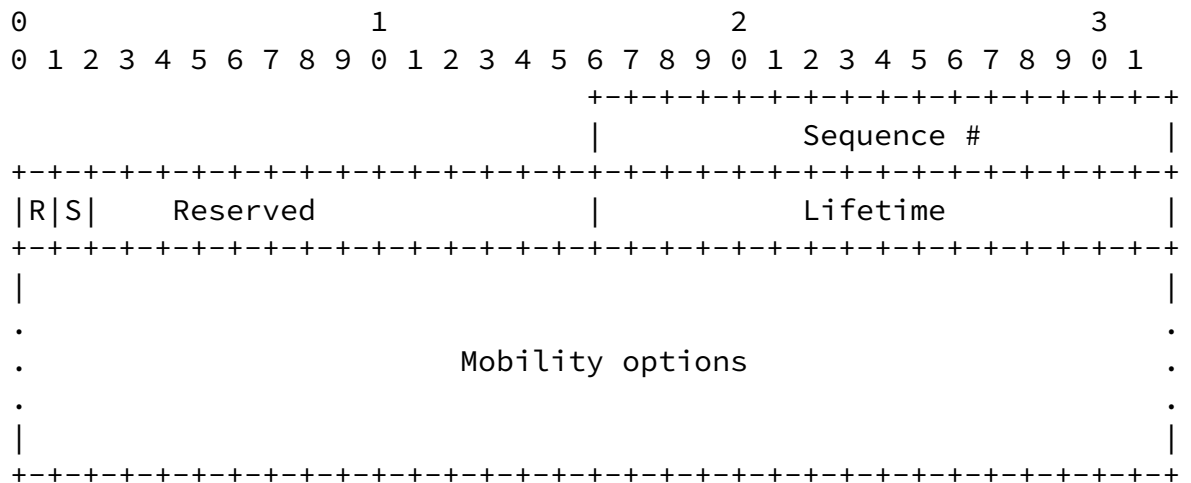 0                   1                   2                   3
0 1 2 3 4 5 6 7 8 9 0 1 2 3 4 5 6 7 8 9 0 1 2 3 4 5 6 7 8 9 0 1
                                +-+-+-+-+-+-+-+-+-+-+-+-+-+-+-+-+
                                |           Sequence #          |
+-+-+-+-+-+-+-+-+-+-+-+-+-+-+-+-+-+-+-+-+-+-+-+-+-+-+-+-+-+-+-+-+
|R|S|    Reserved               |           Lifetime            |
+-+-+-+-+-+-+-+-+-+-+-+-+-+-+-+-+-+-+-+-+-+-+-+-+-+-+-+-+-+-+-+-+
|                                                               |
.                                                               .
.                        Mobility options                       .
.                                                               .
|                                                               |
+-+-+-+-+-+-+-+-+-+-+-+-+-+-+-+-+-+-+-+-+-+-+-+-+-+-+-+-+-+-+-+-+